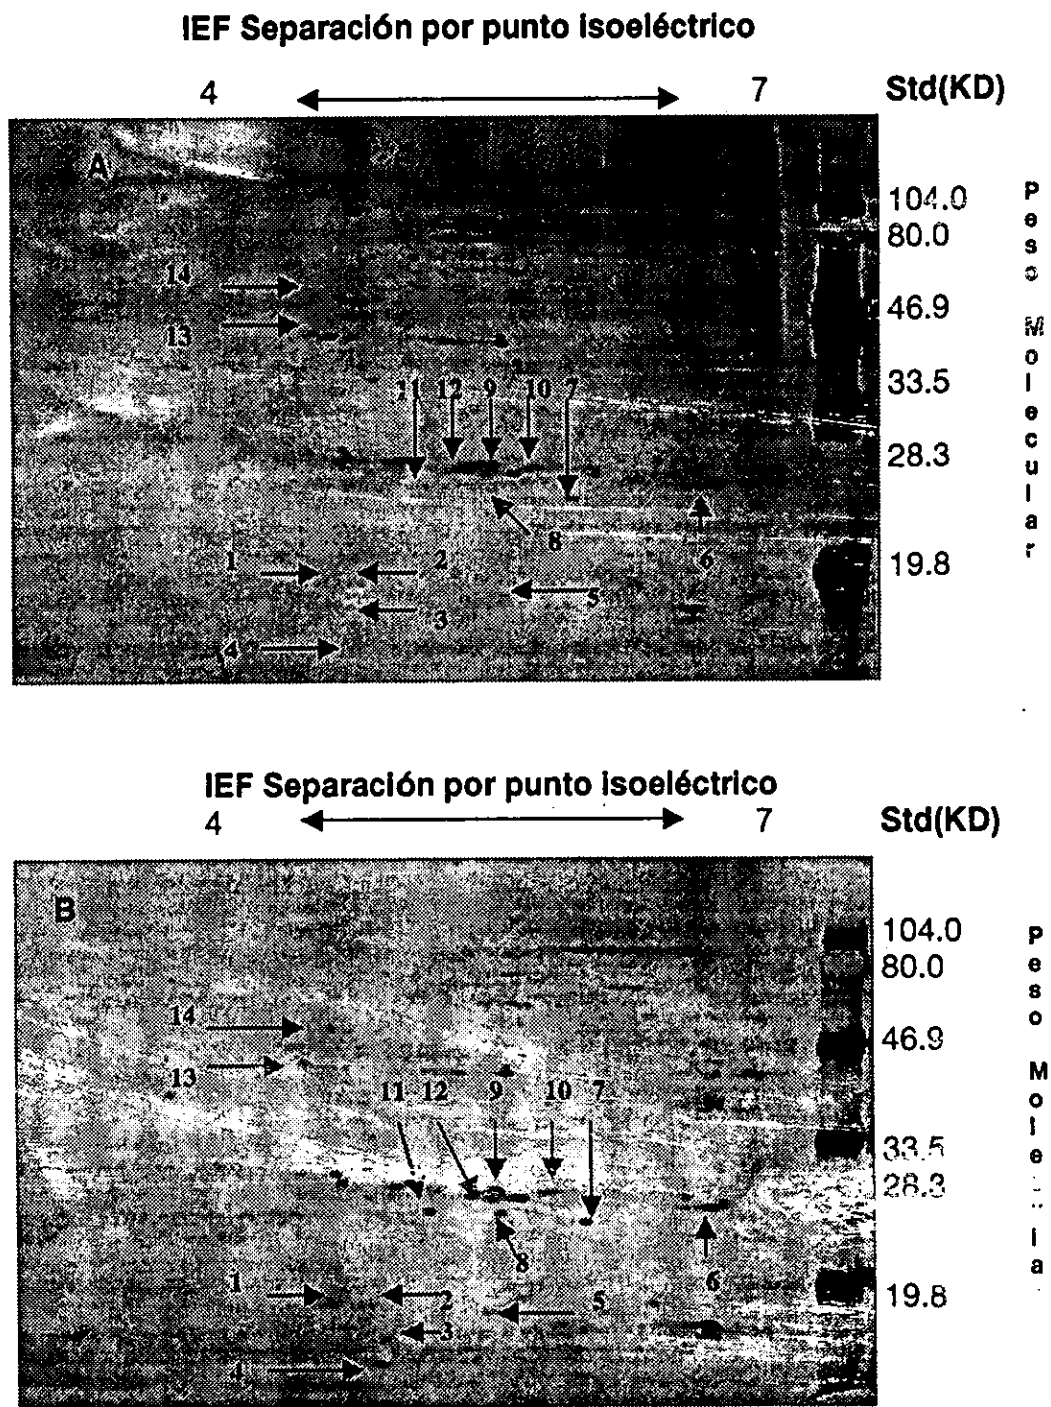 IEF Separación por punto isoeléctrico
4 7 Std(KD)
A
104.0
80.0
14
46.9
13
33.5
11 12 9 10 7
28.3
8
6
1 2
19.8
5
3
4
Peso Molecular
IEF Separación por punto isoeléctrico
4 7 Std(KD)
B
104.0
80.0
14
46.9
13
11 12 9 10 7
33.5
28.3
8
6
1 2
19.8
5
3
4
Peso